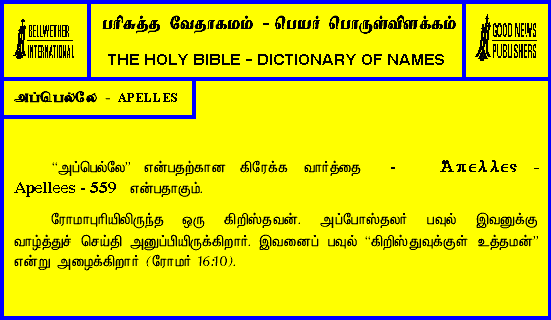 BELLWETHER
INTERNATIONAL
பரிசுத்த வேதாகமம் - பெயர் பொருள்விளக்கம்
THE HOLY BIBLE - DICTIONARY OF NAMES
GOOD NEWS
PUBLISHERS
அப்பெல்லே - APELLES
“அப்பெல்லே” என்பதற்கான கிரேக்க வார்த்தை - Απελλες -
Apellees - 559 என்பதாகும்.
ரோமாபுரியிலிருந்த ஒரு கிறிஸ்தவன். அப்போஸ்தலர் பவுல் இவனுக்கு
வாழ்த்துச் செய்தி அனுப்பியிருக்கிறார். இவனைப் பவுல் “கிறிஸ்துவுக்குள் உத்தமன்”
என்று அழைக்கிறார் (ரோமர் 16:10).